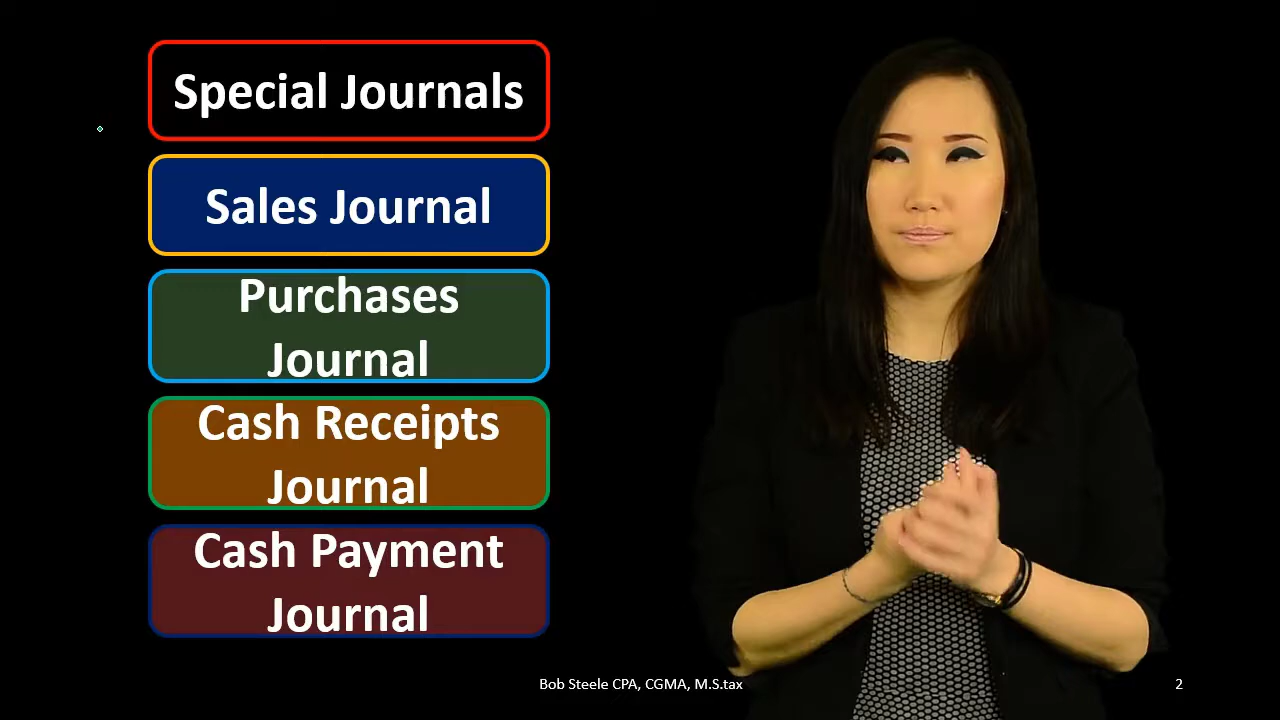 Special Journals
Sales Journal
Purchases
Journal
Cash Receipts
Journal
Cash Payment
Journal
Bob Steele CPA, CGMA, M.S.tax
2